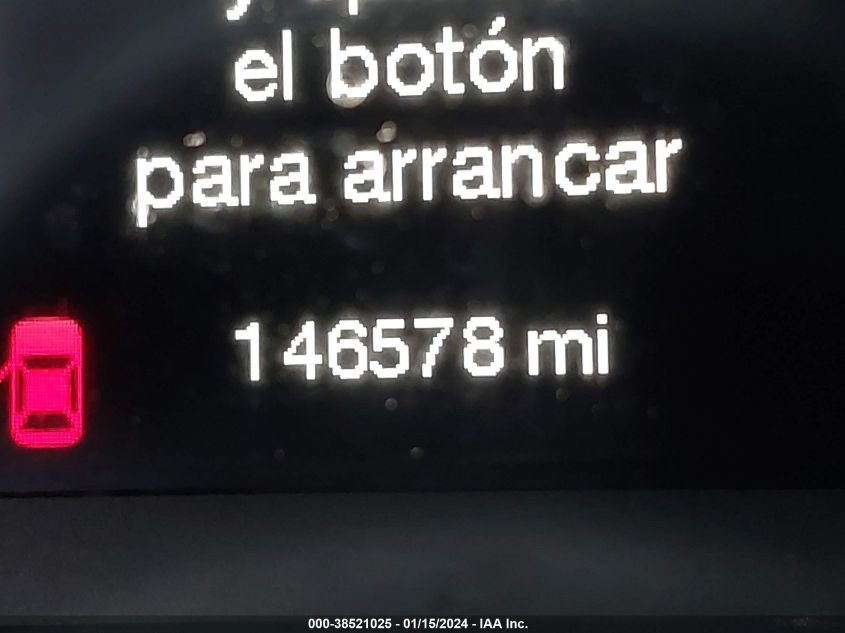 el botón
para arrancar
146578 mi
000-38521025 - 01/15/2024 - IAA Inc.